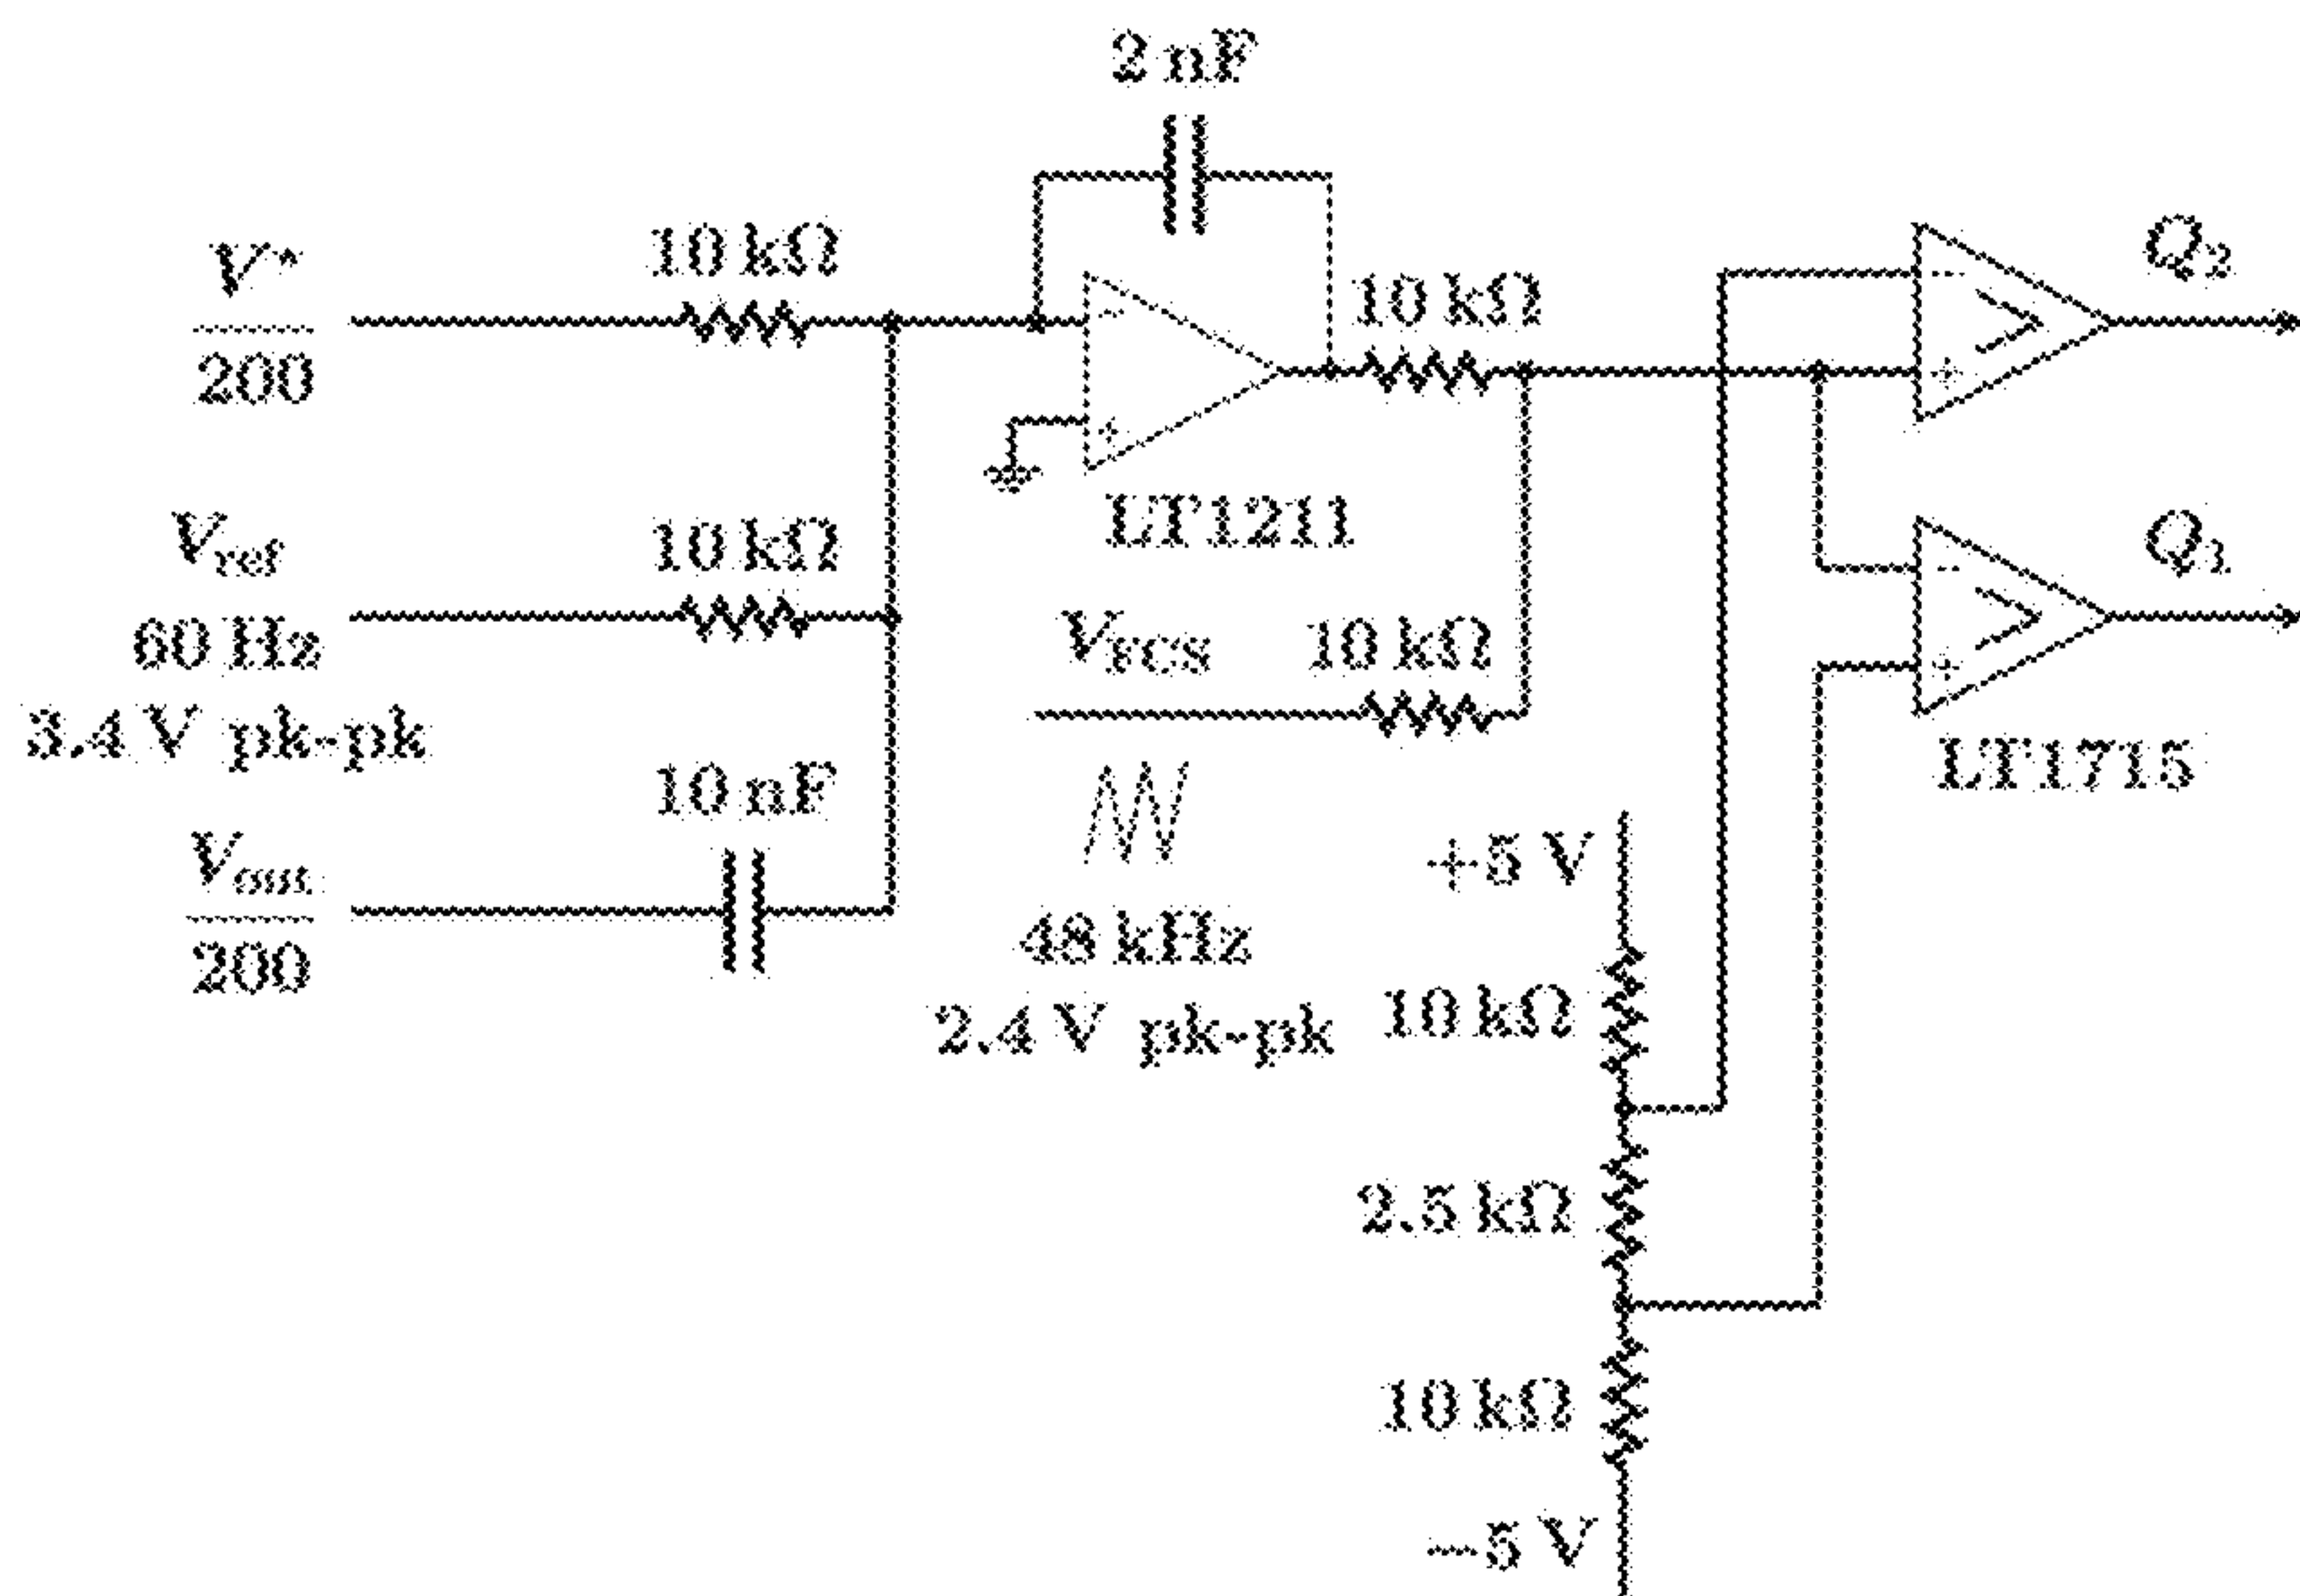 2 nF
V*
200
10 kΩ
-
+
LT1211
10 kΩ
-
+
Q2
Vref
60 Hz
3.4 V pk-pk
10 kΩ
VFCS
10 kΩ
48 kHz
2.4 V pk-pk
-
+
Q1
LT1715
Vout
200
10 nF
+5 V
10 kΩ
2.5 kΩ
10 kΩ
−5 V